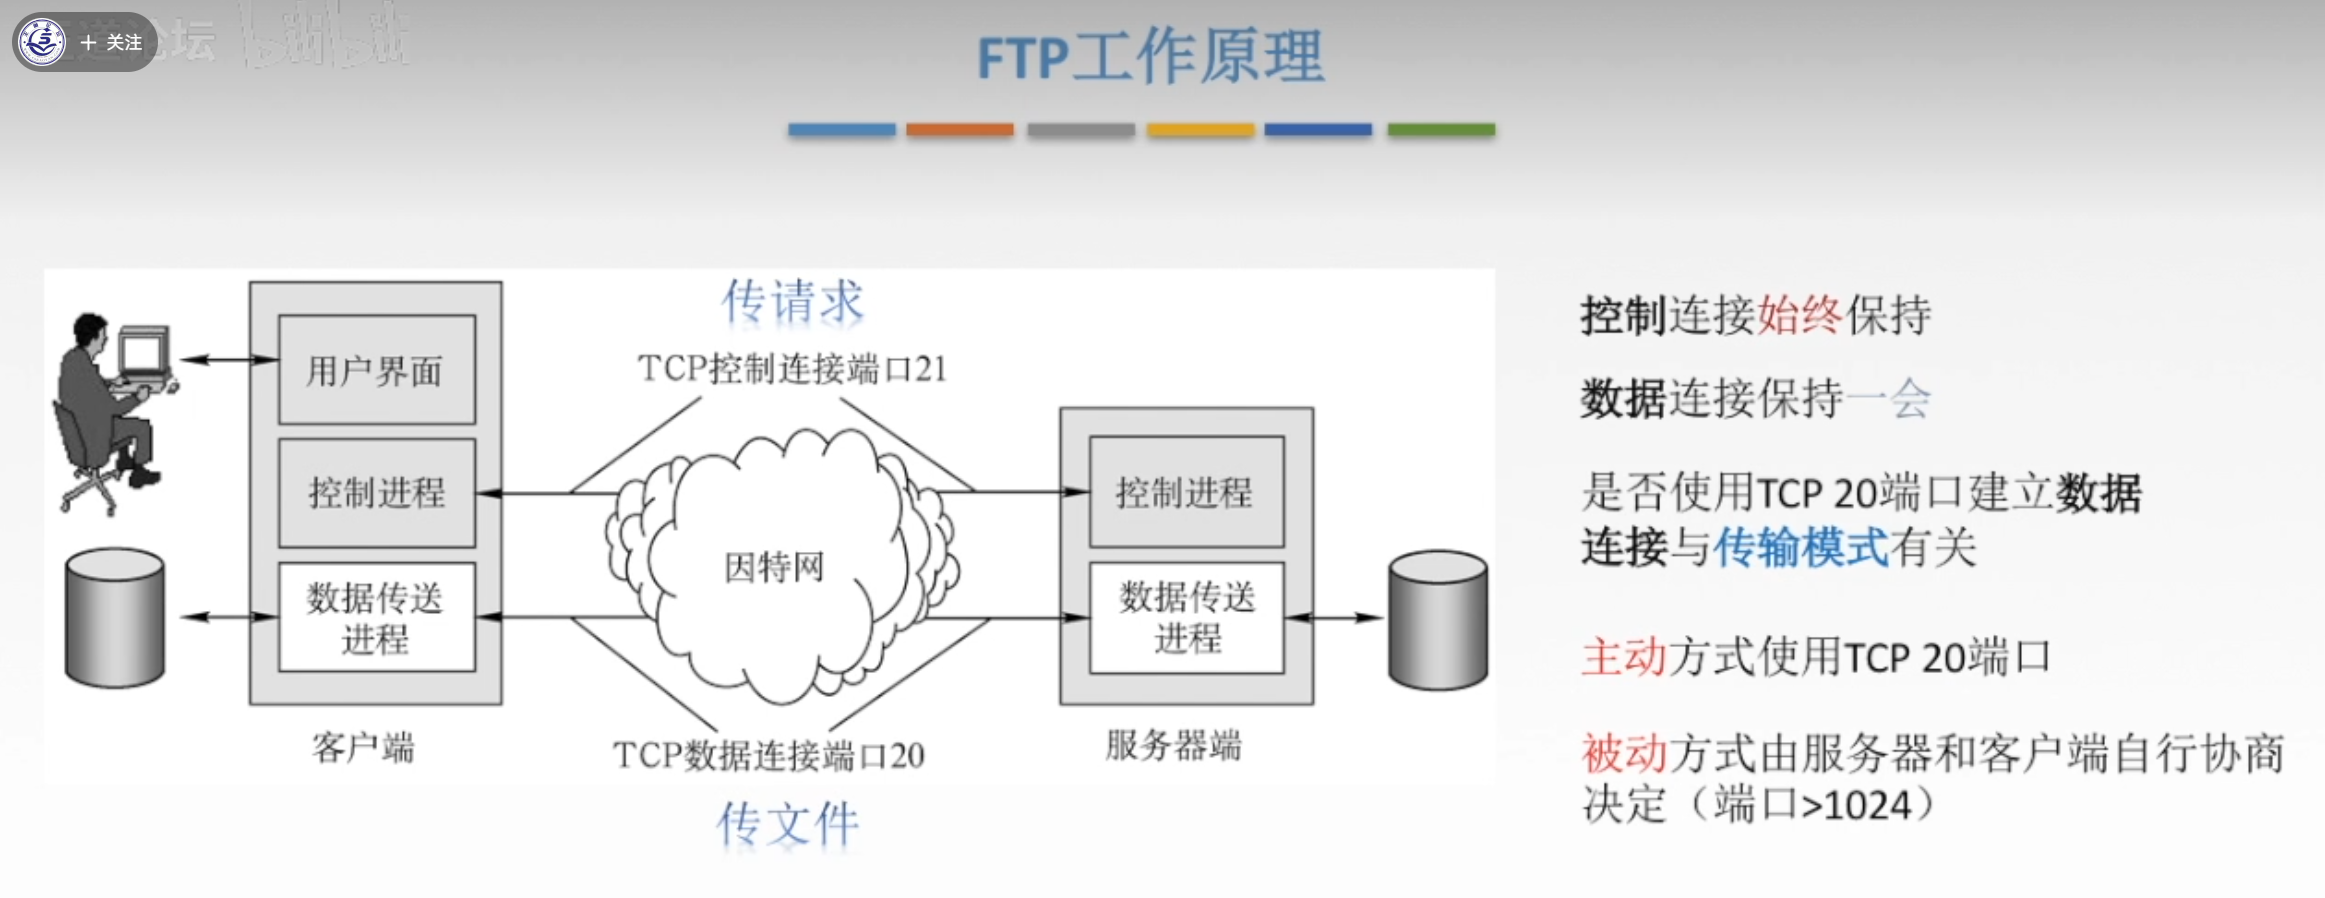 + 关注
论坛
bilibili
FTP工作原理
传请求
TCP控制连接端口21
用户界面
控制进程
数据传送
进程
客户端
因特网
控制进程
数据传送
进程
服务器端
TCP数据连接端口20
传文件
控制连接始终保持
数据连接保持一会
是否使用TCP 20端口建立数据
连接与传输模式有关
主动方式使用TCP 20端口
被动方式由服务器和客户端自行协商
决定（端口>1024）